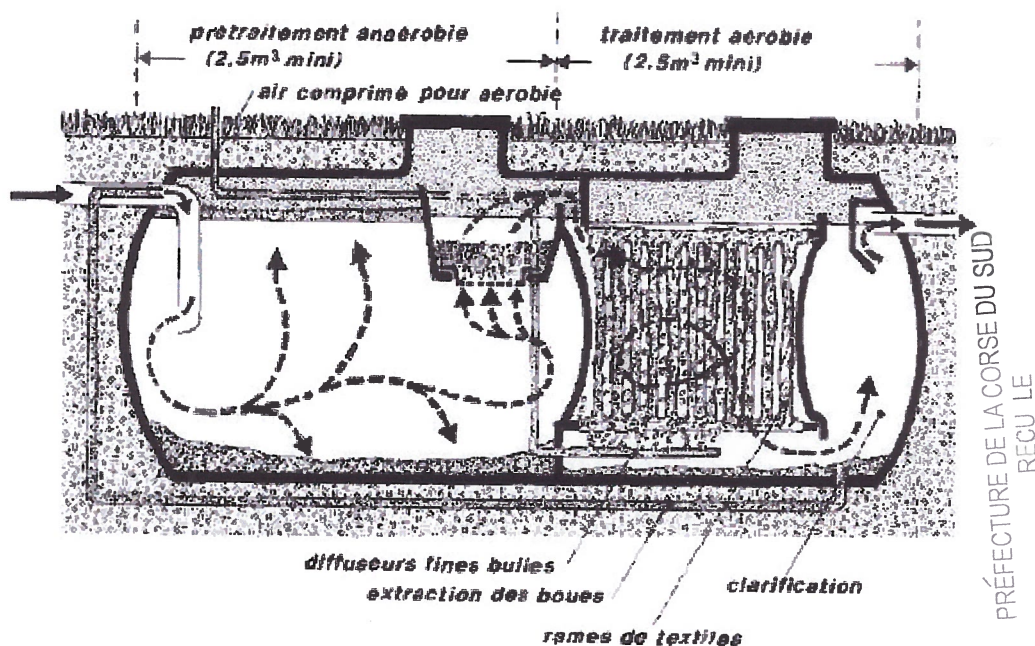 prétraitement anaérobie
(2.5m³ mini)
traitement aérobie
(2.5m³ mini)
air comprimé pour aérobie
diffuseurs fines bulles
extraction des boues
rames de textiles
clarification
PRÉFECTURE DE LA CORSE DU SUD
RECU LE